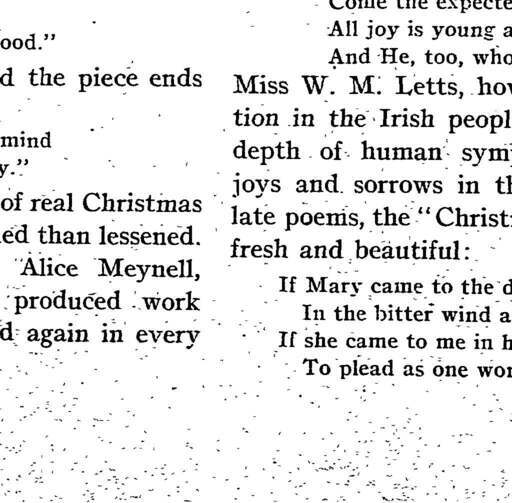 ood."
d the piece ends
mind
y."
of real Christmas
ed than lessened.
Alice Meynell,
produced work
d again in every
Come the expecte
All joy is young a
And He, too, who
Miss W. M. Letts, how
tion in the Irish peopl
depth of human sym
joys and sorrows in th
late poems, the "Christ
fresh and beautiful:
If Mary came to the d
In the bitter wind a
If she came to me in h
To plead as one wor